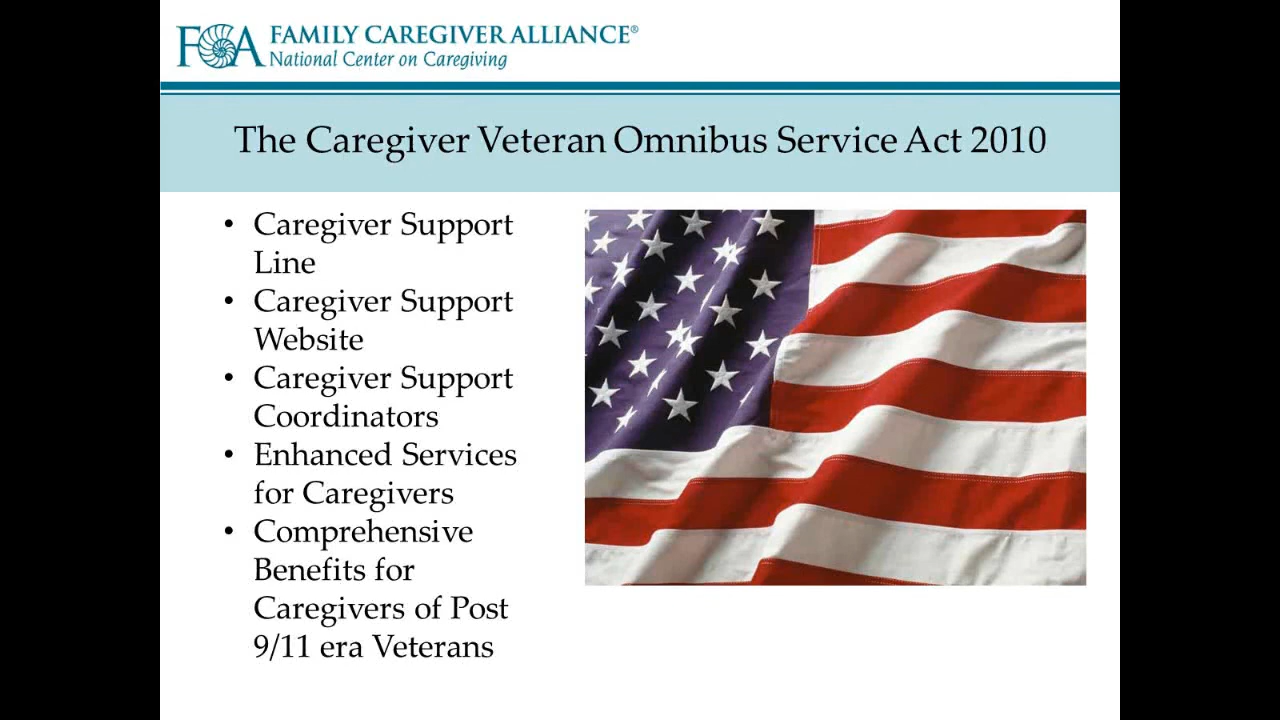 FCA FAMILY CAREGIVER ALLIANCE®
National Center on Caregiving
The Caregiver Veteran Omnibus Service Act 2010
• Caregiver Support
Line
• Caregiver Support
Website
• Caregiver Support
Coordinators
• Enhanced Services
for Caregivers
• Comprehensive
Benefits for
Caregivers of Post
9/11 era Veterans